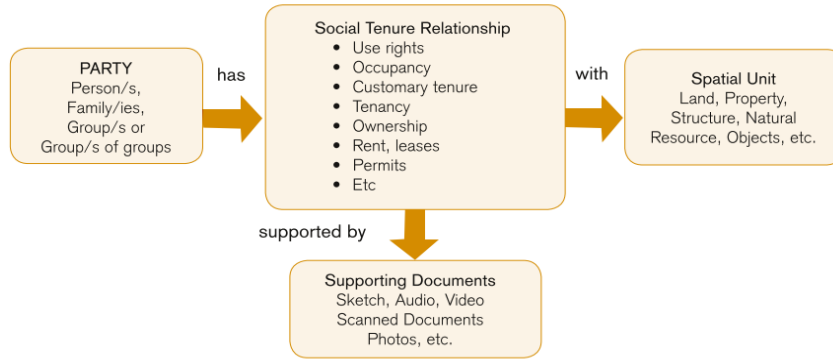 PARTY
Person/s,
Family/ies,
Group/s or
Group/s of groups
has
Social Tenure Relationship
• Use rights
• Occupancy
• Customary tenure
• Tenancy
• Ownership
• Rent, leases
• Permits
• Etc
with
Spatial Unit
Land, Property,
Structure, Natural
Resource, Objects, etc.
supported by
Supporting Documents
Sketch, Audio, Video
Scanned Documents
Photos, etc.